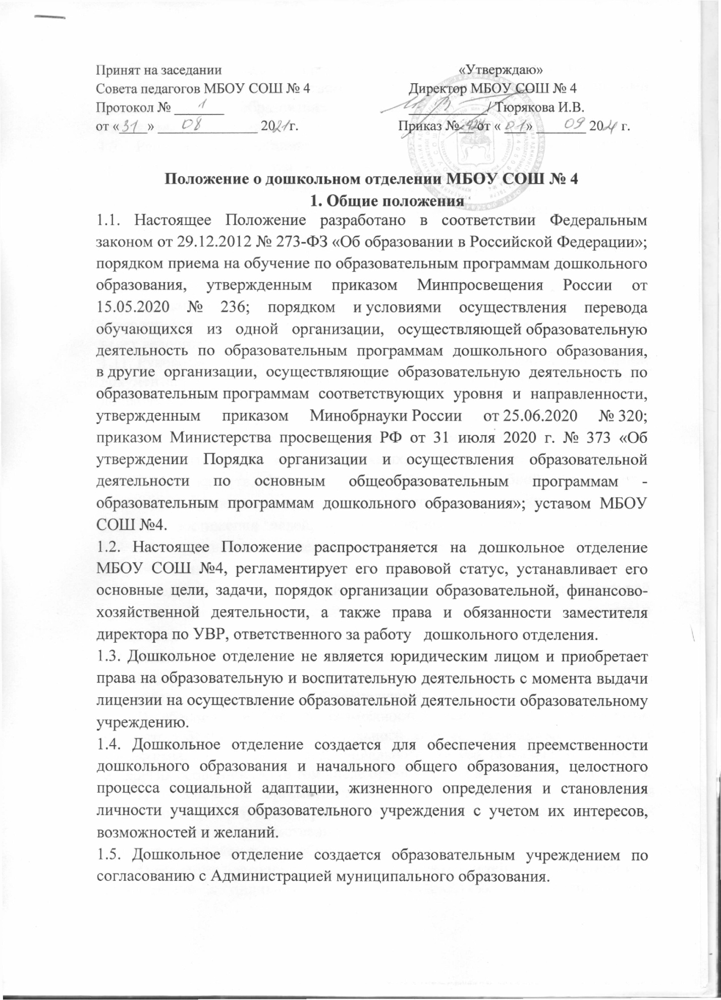 Принят на заседании
«Утверждаю»
Совета педагогов МБОУ СОШ № 4
Директор МБОУ СОШ № 4
Протокол № 1
/ Тюрякова И.В.
от «31» 08 2021г.
Приказ № от «01» 09 2021 г.
Положение о дошкольном отделении МБОУ СОШ № 4
1. Общие положения
1.1. Настоящее Положение разработано в соответствии Федеральным
законом от 29.12.2012 № 273-ФЗ «Об образовании в Российской Федерации»;
порядком приема на обучение по образовательным программам дошкольного
образования, утвержденным приказом Минпросвещения России от
15.05.2020 № 236; порядком и условиями осуществления перевода
обучающихся из одной организации, осуществляющей образовательную
деятельность по образовательным программам дошкольного образования,
в другие организации, осуществляющие образовательную деятельность по
образовательным программам соответствующих уровня и направленности,
утвержденным приказом Минобрнауки России от 25.06.2020 № 320;
приказом Министерства просвещения РФ от 31 июля 2020 г. № 373 «Об
утверждении Порядка организации и осуществления образовательной
деятельности по основным общеобразовательным программам -
образовательным программам дошкольного образования»; уставом МБОУ
СОШ №4.
1.2. Настоящее Положение распространяется на дошкольное отделение
МБОУ СОШ №4, регламентирует его правовой статус, устанавливает его
основные цели, задачи, порядок организации образовательной, финансово-
хозяйственной деятельности, а также права и обязанности заместителя
директора по УВР, ответственного за работу дошкольного отделения.
1.3. Дошкольное отделение не является юридическим лицом и приобретает
права на образовательную и воспитательную деятельность с момента выдачи
лицензии на осуществление образовательной деятельности образовательному
учреждению.
1.4. Дошкольное отделение создается для обеспечения преемственности
дошкольного образования и начального общего образования, целостного
процесса социальной адаптации, жизненного определения и становления
личности учащихся образовательного учреждения с учетом их интересов,
возможностей и желаний.
1.5. Дошкольное отделение создается образовательным учреждением по
согласованию с Администрацией муниципального образования.